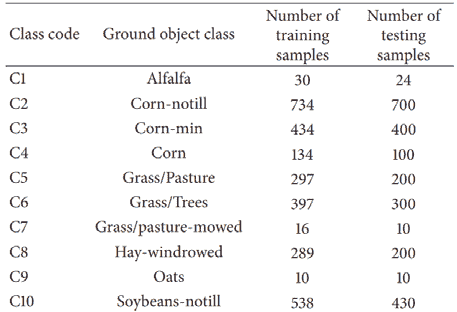 Class code Ground object class Number of training samples Number of testing samples
C1 Alfalfa 30 24
C2 Corn-notill 734 700
C3 Corn-min 434 400
C4 Corn 134 100
C5 Grass/Pasture 297 200
C6 Grass/Trees 397 300
C7 Grass/pasture-mowed 16 10
C8 Hay-windrowed 289 200
C9 Oats 10 10
C10 Soybeans-notill 538 430